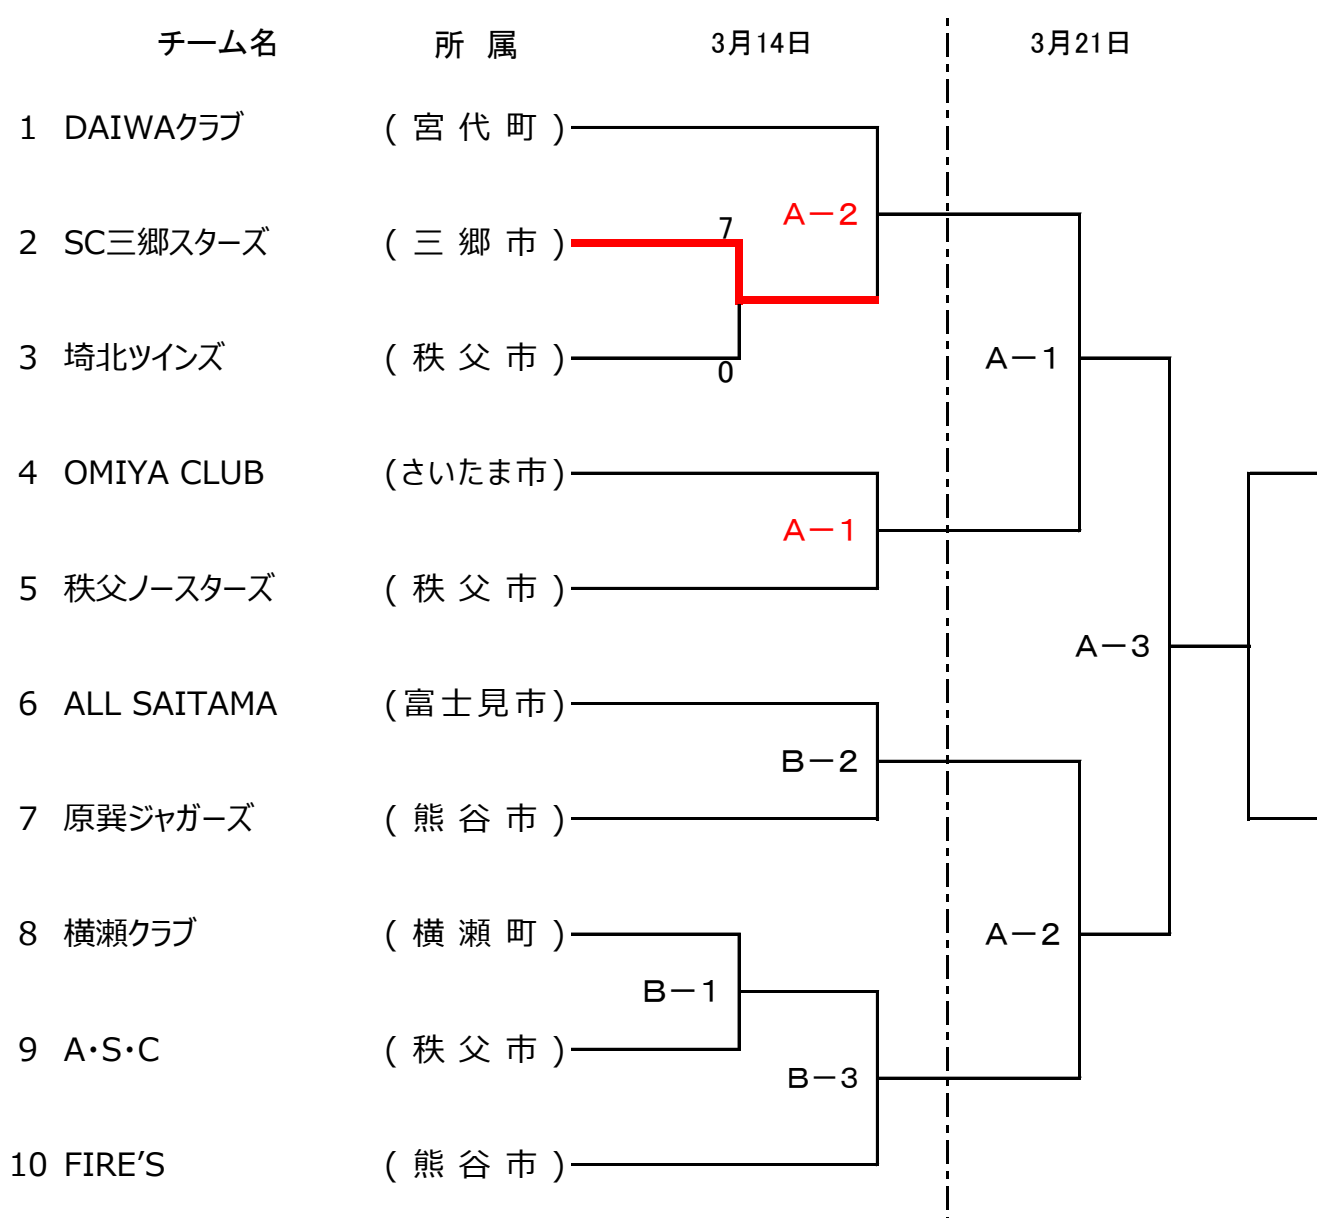 チーム名 所 属 3月14日 3月21日
1 DAIWAクラブ ( 宮 代 町 )
A-2
7
2 SC三郷スターズ ( 三 郷 市 )
3 埼北ツインズ ( 秩 父 市 ) A-1
0
4 OMIYA CLUB (さいたま市)
A-1
5 秩父ノースターズ ( 秩 父 市 )
A-3
6 ALL SAITAMA (富士見市)
B-2
7 原巽ジャガーズ ( 熊 谷 市 )
8 横瀬クラブ ( 横 瀬 町 ) A-2
B-1
9 A・S・C ( 秩 父 市 )
B-3
10 FIRE'S ( 熊 谷 市 )